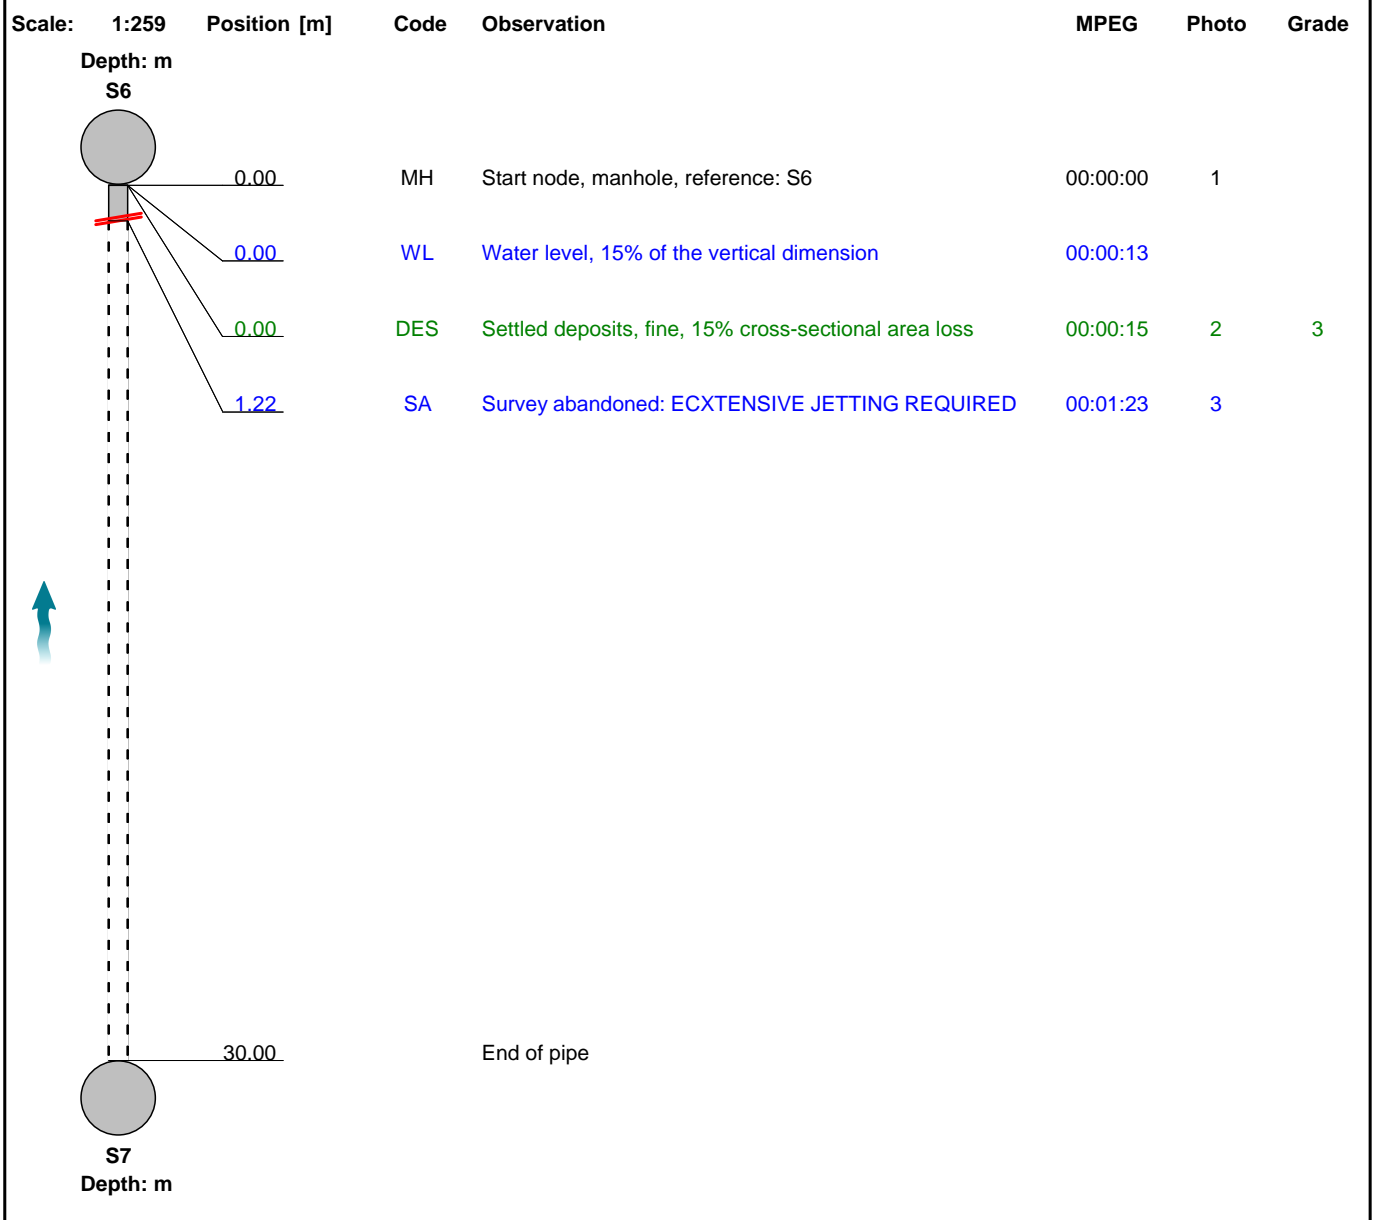 Scale: 1:259 Position [m] Code Observation MPEG Photo Grade
Depth: m
S6
0.00 MH Start node, manhole, reference: S6 00:00:00 1
0.00 WL Water level, 15% of the vertical dimension 00:00:13
0.00 DES Settled deposits, fine, 15% cross-sectional area loss 00:00:15 2 3
1.22 SA Survey abandoned: ECXTENSIVE JETTING REQUIRED 00:01:23 3
30.00 End of pipe
S7
Depth: m